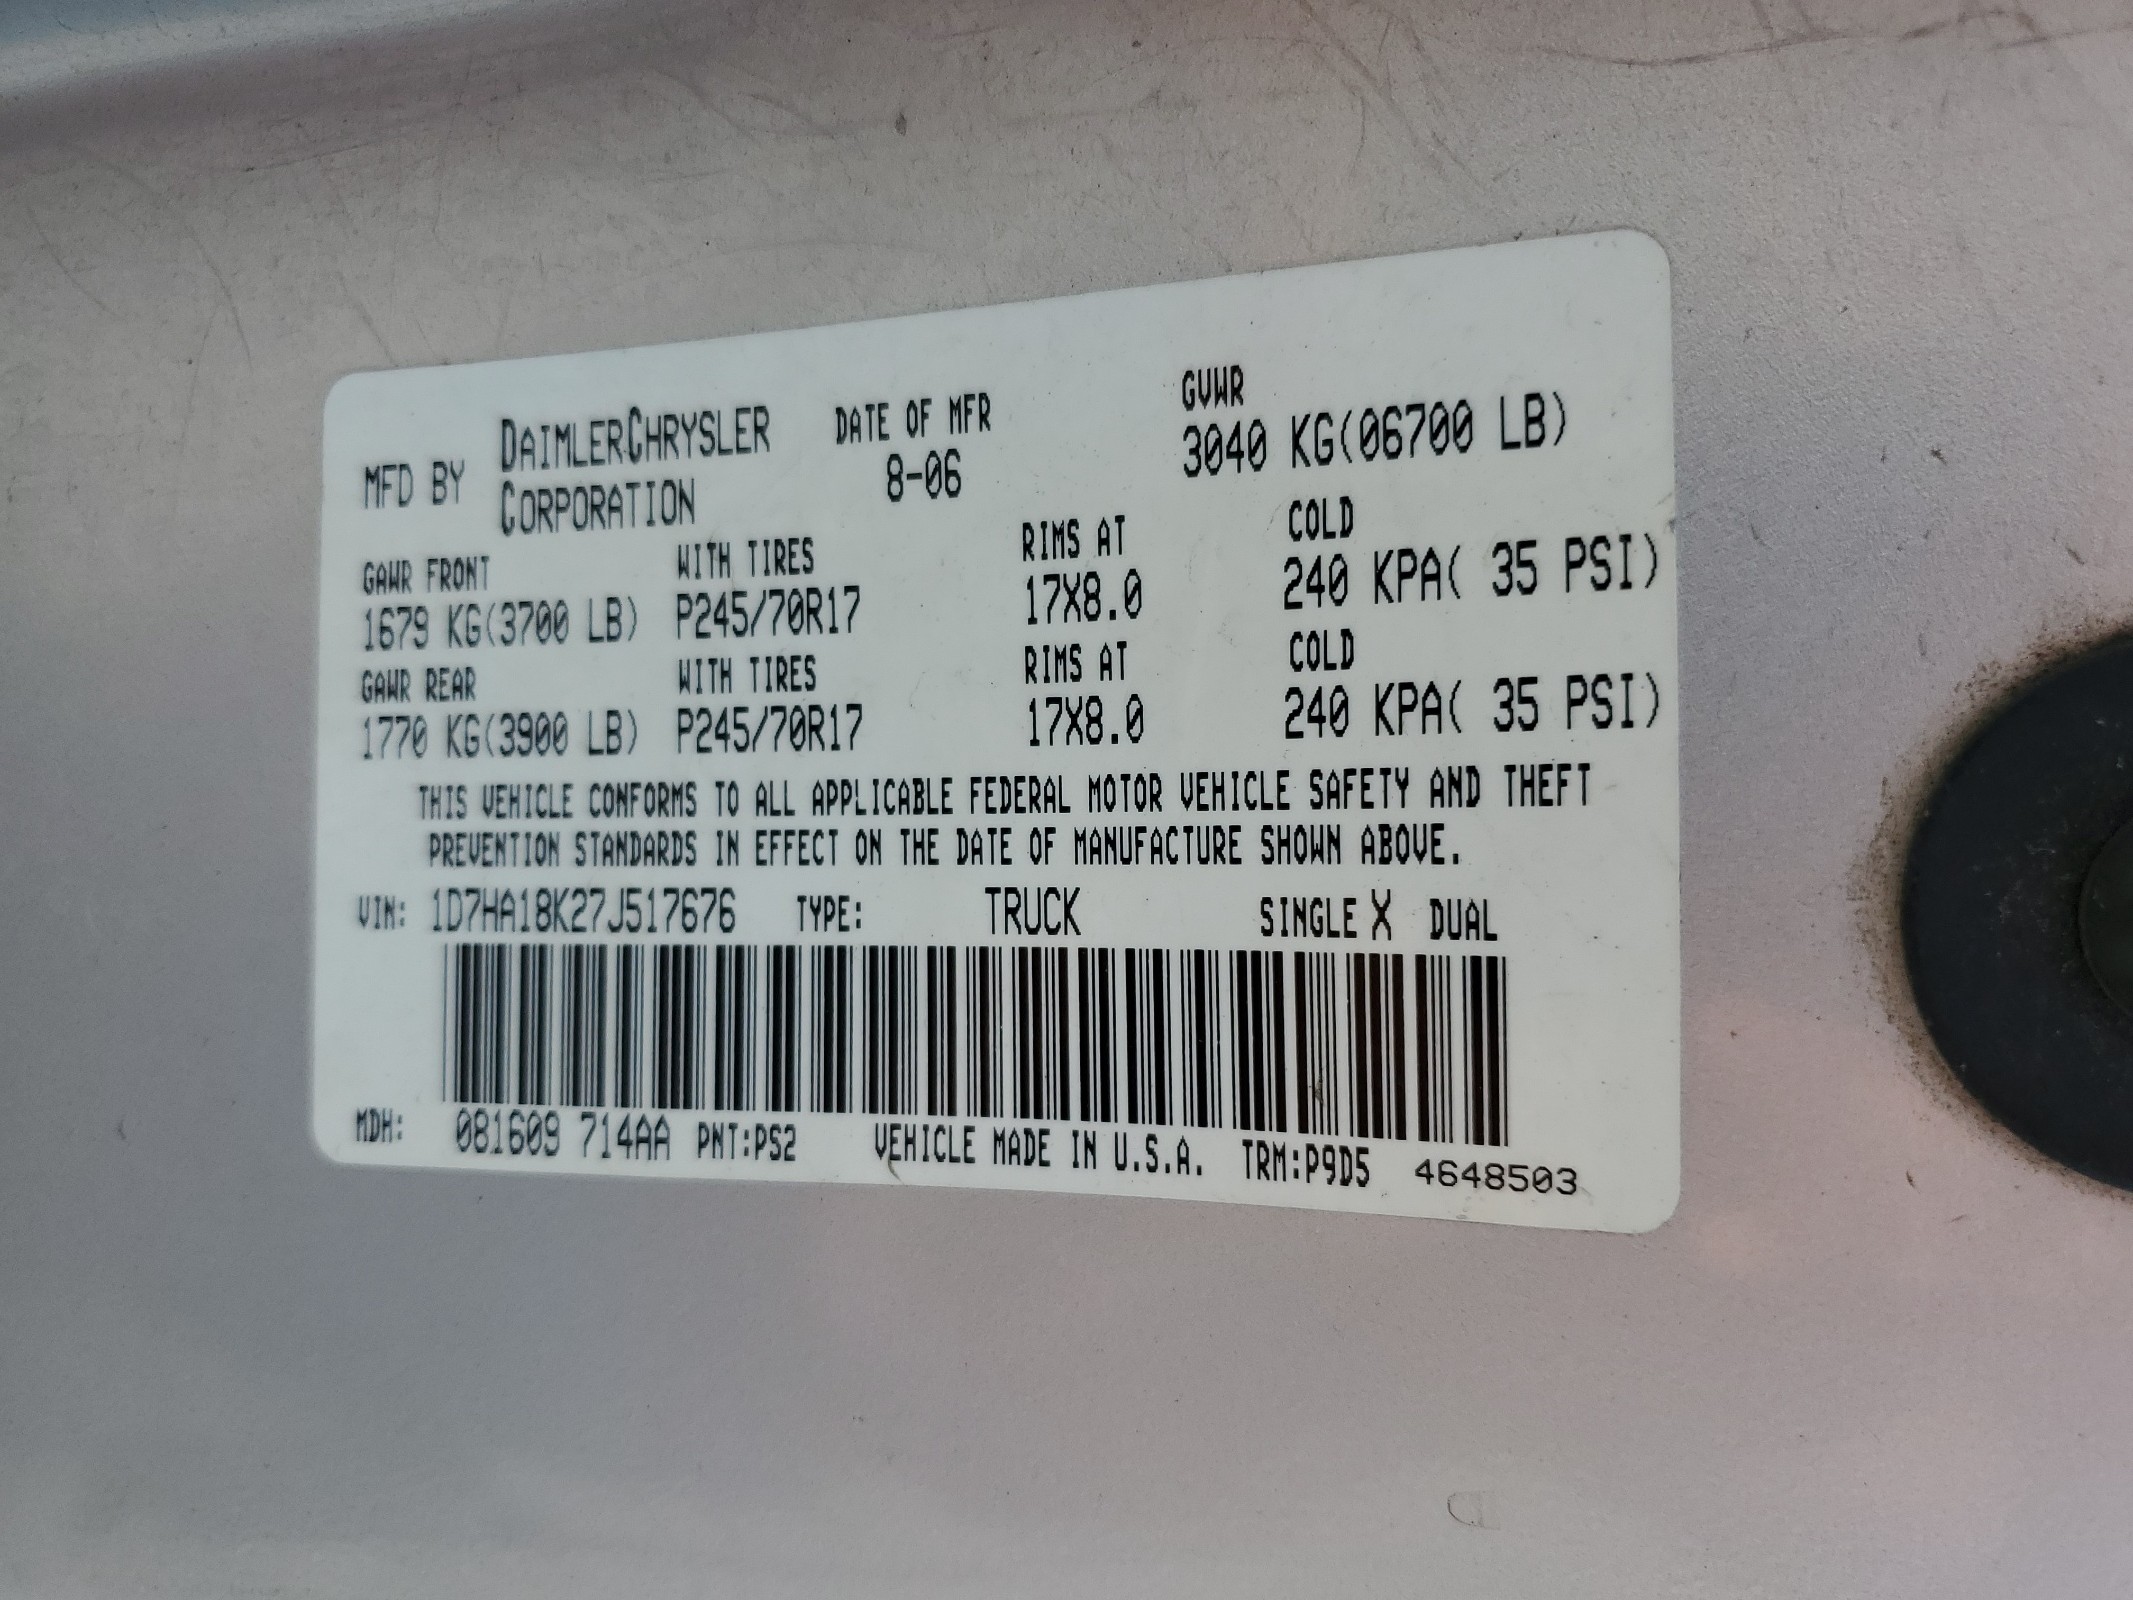 MFD BY DAIMLERCHRYSLER CORPORATION
DATE OF MFR
8-06
GVWR
3040 KG(06700 LB)
GAWR FRONT WITH TIRES RIMS AT COLD
1679 KG(3700 LB) P245/70R17 17X8.0 240 KPA( 35 PSI)
GAWR REAR WITH TIRES RIMS AT COLD
1770 KG(3900 LB) P245/70R17 17X8.0 240 KPA( 35 PSI)
THIS VEHICLE CONFORMS TO ALL APPLICABLE FEDERAL MOTOR VEHICLE SAFETY AND THEFT
PREVENTION STANDARDS IN EFFECT ON THE DATE OF MANUFACTURE SHOWN ABOVE.
VIN: 1D7HA18K27J517676 TYPE: TRUCK SINGLE X DUAL
MDH: 081609 714AA PNT:PS2 VEHICLE MADE IN U.S.A. TRM:P9D5 4648503